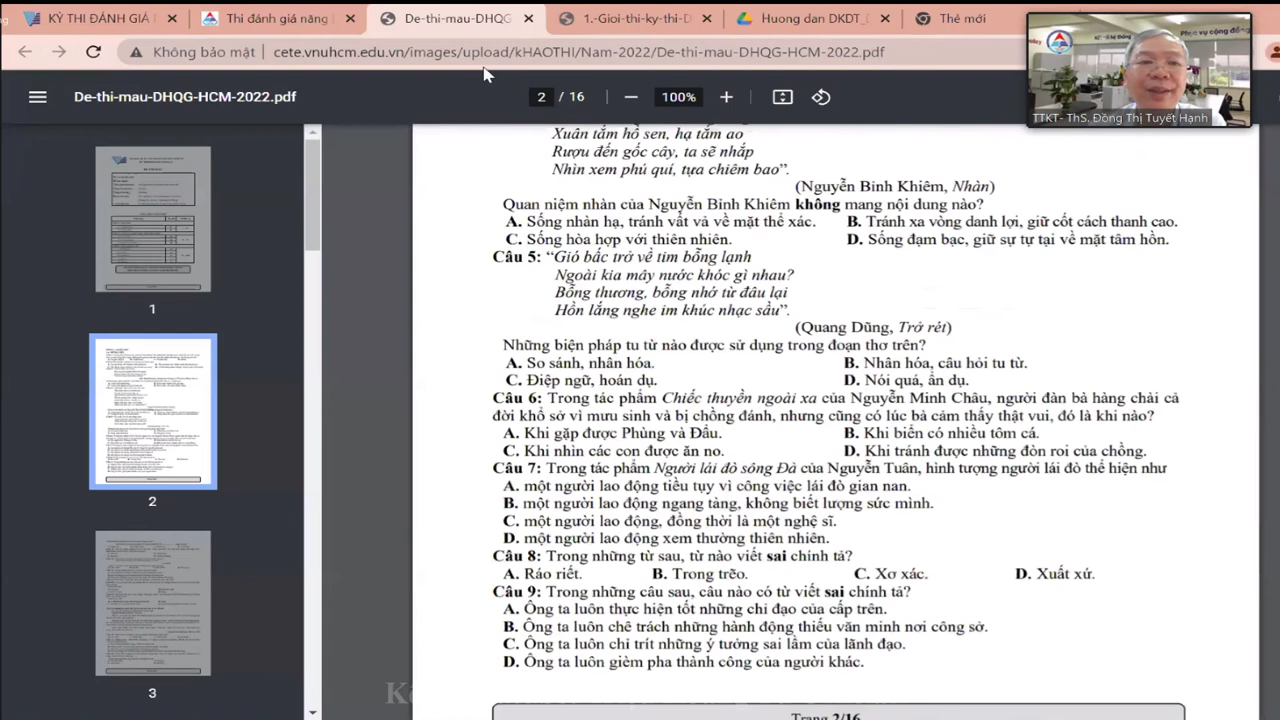 KỲ THI ĐÁNH GIÁ
Thi đánh giá năng
De-thi-mau-DHQG
1.-Gioi-thi-ky-thi-D
Huong dan DKDT_
Thẻ mới
Không bảo mật
cete.vnuhcm.edu.vn/
/Nam-2022/De-thi-mau-DHQG-HCM-2022.pdf
De-thi-mau-DHQG-HCM-2022.pdf
2 / 16
100%
TTKT- ThS. Đồng Thị Tuyết Hạnh
Xuân tắm hồ sen, hạ tắm ao
Rượu đến gốc cây, ta sẽ nhắp
Nhìn xem phú quí, tựa chiêm bao”.
(Nguyễn Bỉnh Khiêm, Nhàn)
Quan niệm nhàn của Nguyễn Bỉnh Khiêm không mang nội dung nào?
A. Sống nhàn hạ, tránh vất vả về mặt thể xác. B. Tránh xa vòng danh lợi, giữ cốt cách thanh cao.
C. Sống hòa hợp với thiên nhiên. D. Sống đạm bạc, giữ sự tự tại về mặt tâm hồn.
Câu 5: “Gió bấc trở về tim bỗng lạnh
Ngoài kia mây nước khóc gì nhau?
Bỗng thương, bỗng nhớ từ đâu lại
Hồn lắng nghe im khúc nhạc sầu”.
(Quang Dũng, Trở rét)
Những biện pháp tu từ nào được sử dụng trong đoạn thơ trên?
A. So sánh, nhân hóa. B. Nhân hóa, câu hỏi tu từ.
C. Điệp ngữ, hoán dụ. D. Nói quá, ẩn dụ.
Câu 6: Trong tác phẩm Chiếc thuyền ngoài xa của Nguyễn Minh Châu, người đàn bà hàng chài cả
đời khổ sở vì mưu sinh và bị chồng đánh, nhưng cũng có lúc bà cảm thấy thật vui, đó là khi nào?
A. Khi gặp được Phùng và Đẩu. B. Khi biển có nhiều tôm cá.
C. Khi nhìn các con được ăn no. D. Khi tránh được những đòn roi của chồng.
Câu 7: Trong tác phẩm Người lái đò sông Đà của Nguyễn Tuân, hình tượng người lái đò thể hiện như
A. một người lao động tiều tụy vì công việc lái đò gian nan.
B. một người lao động ngang tàng, không biết lượng sức mình.
C. một người lao động, đồng thời là một nghệ sĩ.
D. một người lao động xem thường thiên nhiên.
Câu 8: Trong những từ sau, từ nào viết sai chính tả?
A. Ráo riết. B. Trong trẽo. C. Xơ xác. D. Xuất xứ.
Câu 9: Trong những câu sau, câu nào có từ viết sai chính tả?
A. Ông ta luôn thực hiện tốt những chỉ đạo của cấp trên.
B. Ông ta luôn chê trách những hành động thiếu văn minh nơi công sở.
C. Ông ta luôn chỉ trít những ý tưởng sai lầm của lãnh đạo.
D. Ông ta luôn gièm pha thành công của người khác.
Trang 2/16
1
2
3